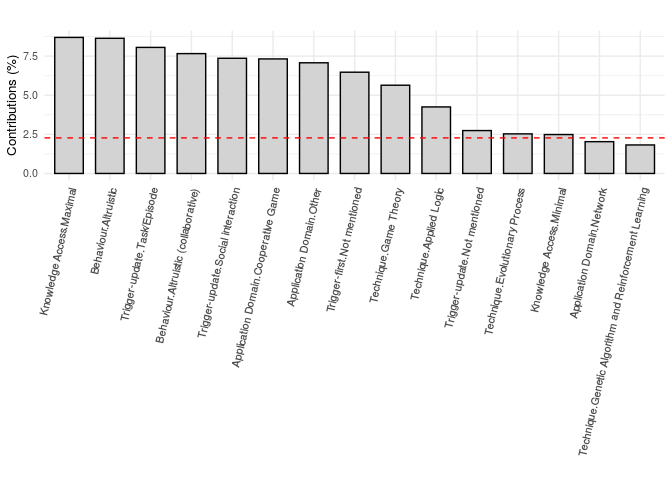 Contributions (%)
7.5
5.0
2.5
0.0
Knowledge Access.Maximal
Behaviour.Altruistic
Trigger-update.Task/Episode
Behaviour.Altruistic (collaborative)
Trigger-update.Social Interaction
Application Domain.Cooperative Game
Application Domain.Other
Trigger-first.Not mentioned
Technique.Game Theory
Technique.Applied Logic
Trigger-update.Not mentioned
Technique.Evolutionary Process
Knowledge Access.Minimal
Application Domain.Network
Technique.Genetic Algorithm and Reinforcement Learning